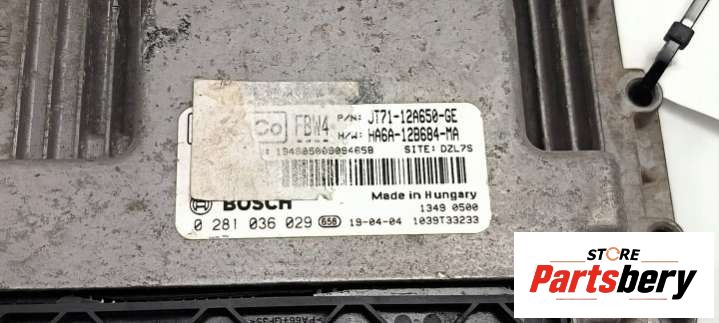 Co FBW4 P/N: JT71-12A650-GE
H/W: HA6A-12B684-MA
SITE: DZL7S
BOSCH Made in Hungary
1349 0500
0 281 036 029 656 19-04-04 1039T33233
STORE
Partsbery